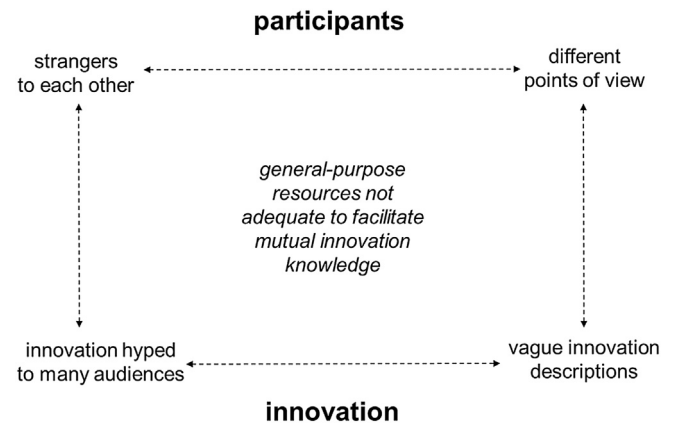 participants
strangers
to each other
different
points of view
general-purpose
resources not
adequate to facilitate
mutual innovation
knowledge
innovation hyped
to many audiences
vague innovation
descriptions
innovation